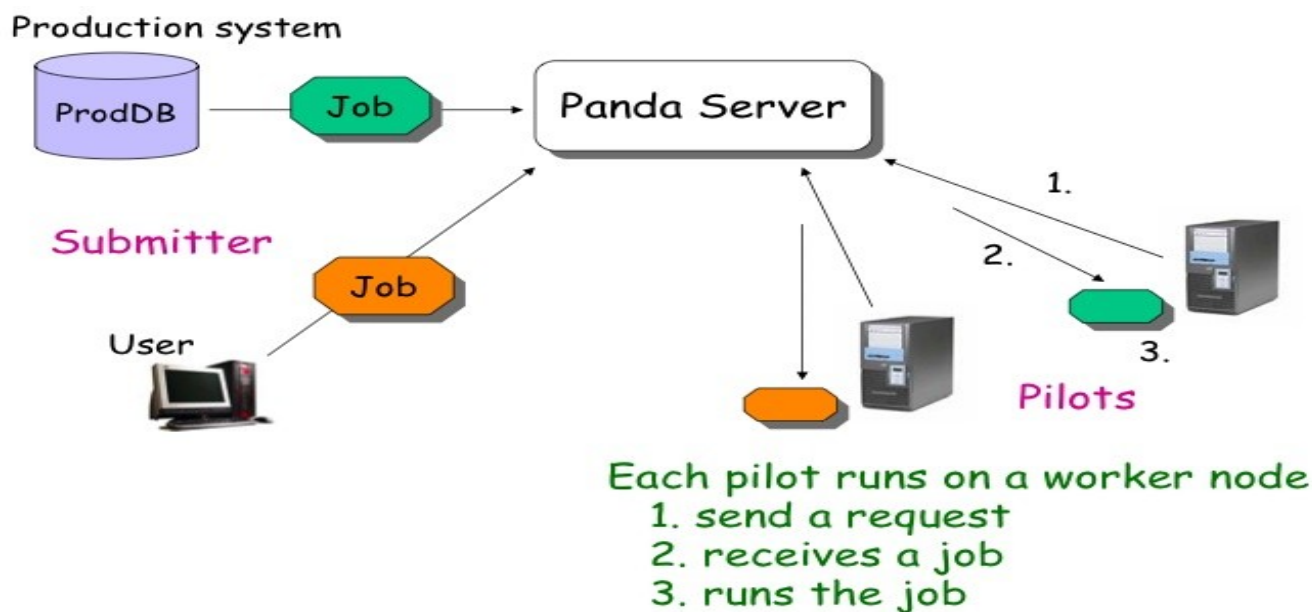 Production system
ProdDB
Job
Panda Server
1.
2.
Submitter
Job
User
3.
Pilots
Each pilot runs on a worker node
1. send a request
2. receives a job
3. runs the job